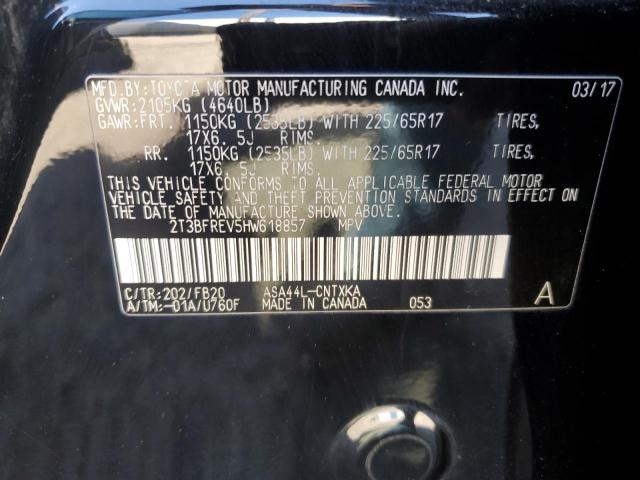 MFD.BY:TOYOTA MOTOR MANUFACTURING CANADA INC. 03/17
GVWR:2105KG (4640LB)
GAWR:FRT. 1150KG (2535LB) WITH 225/65R17 TIRES,
17X6.5J RIMS.
RR. 1150KG (2535LB) WITH 225/65R17 TIRES,
17X6.5J RIMS.
THIS VEHICLE CONFORMS TO ALL APPLICABLE FEDERAL MOTOR
VEHICLE SAFETY AND THEFT PREVENTION STANDARDS IN EFFECT ON
THE DATE OF MANUFACTURE SHOWN ABOVE.
2T3BFREV5HW618857 MPV
C/TR:202/FB20 ASA44L-CNTXKA A
A/TM:-01A/U760F MADE IN CANADA 053